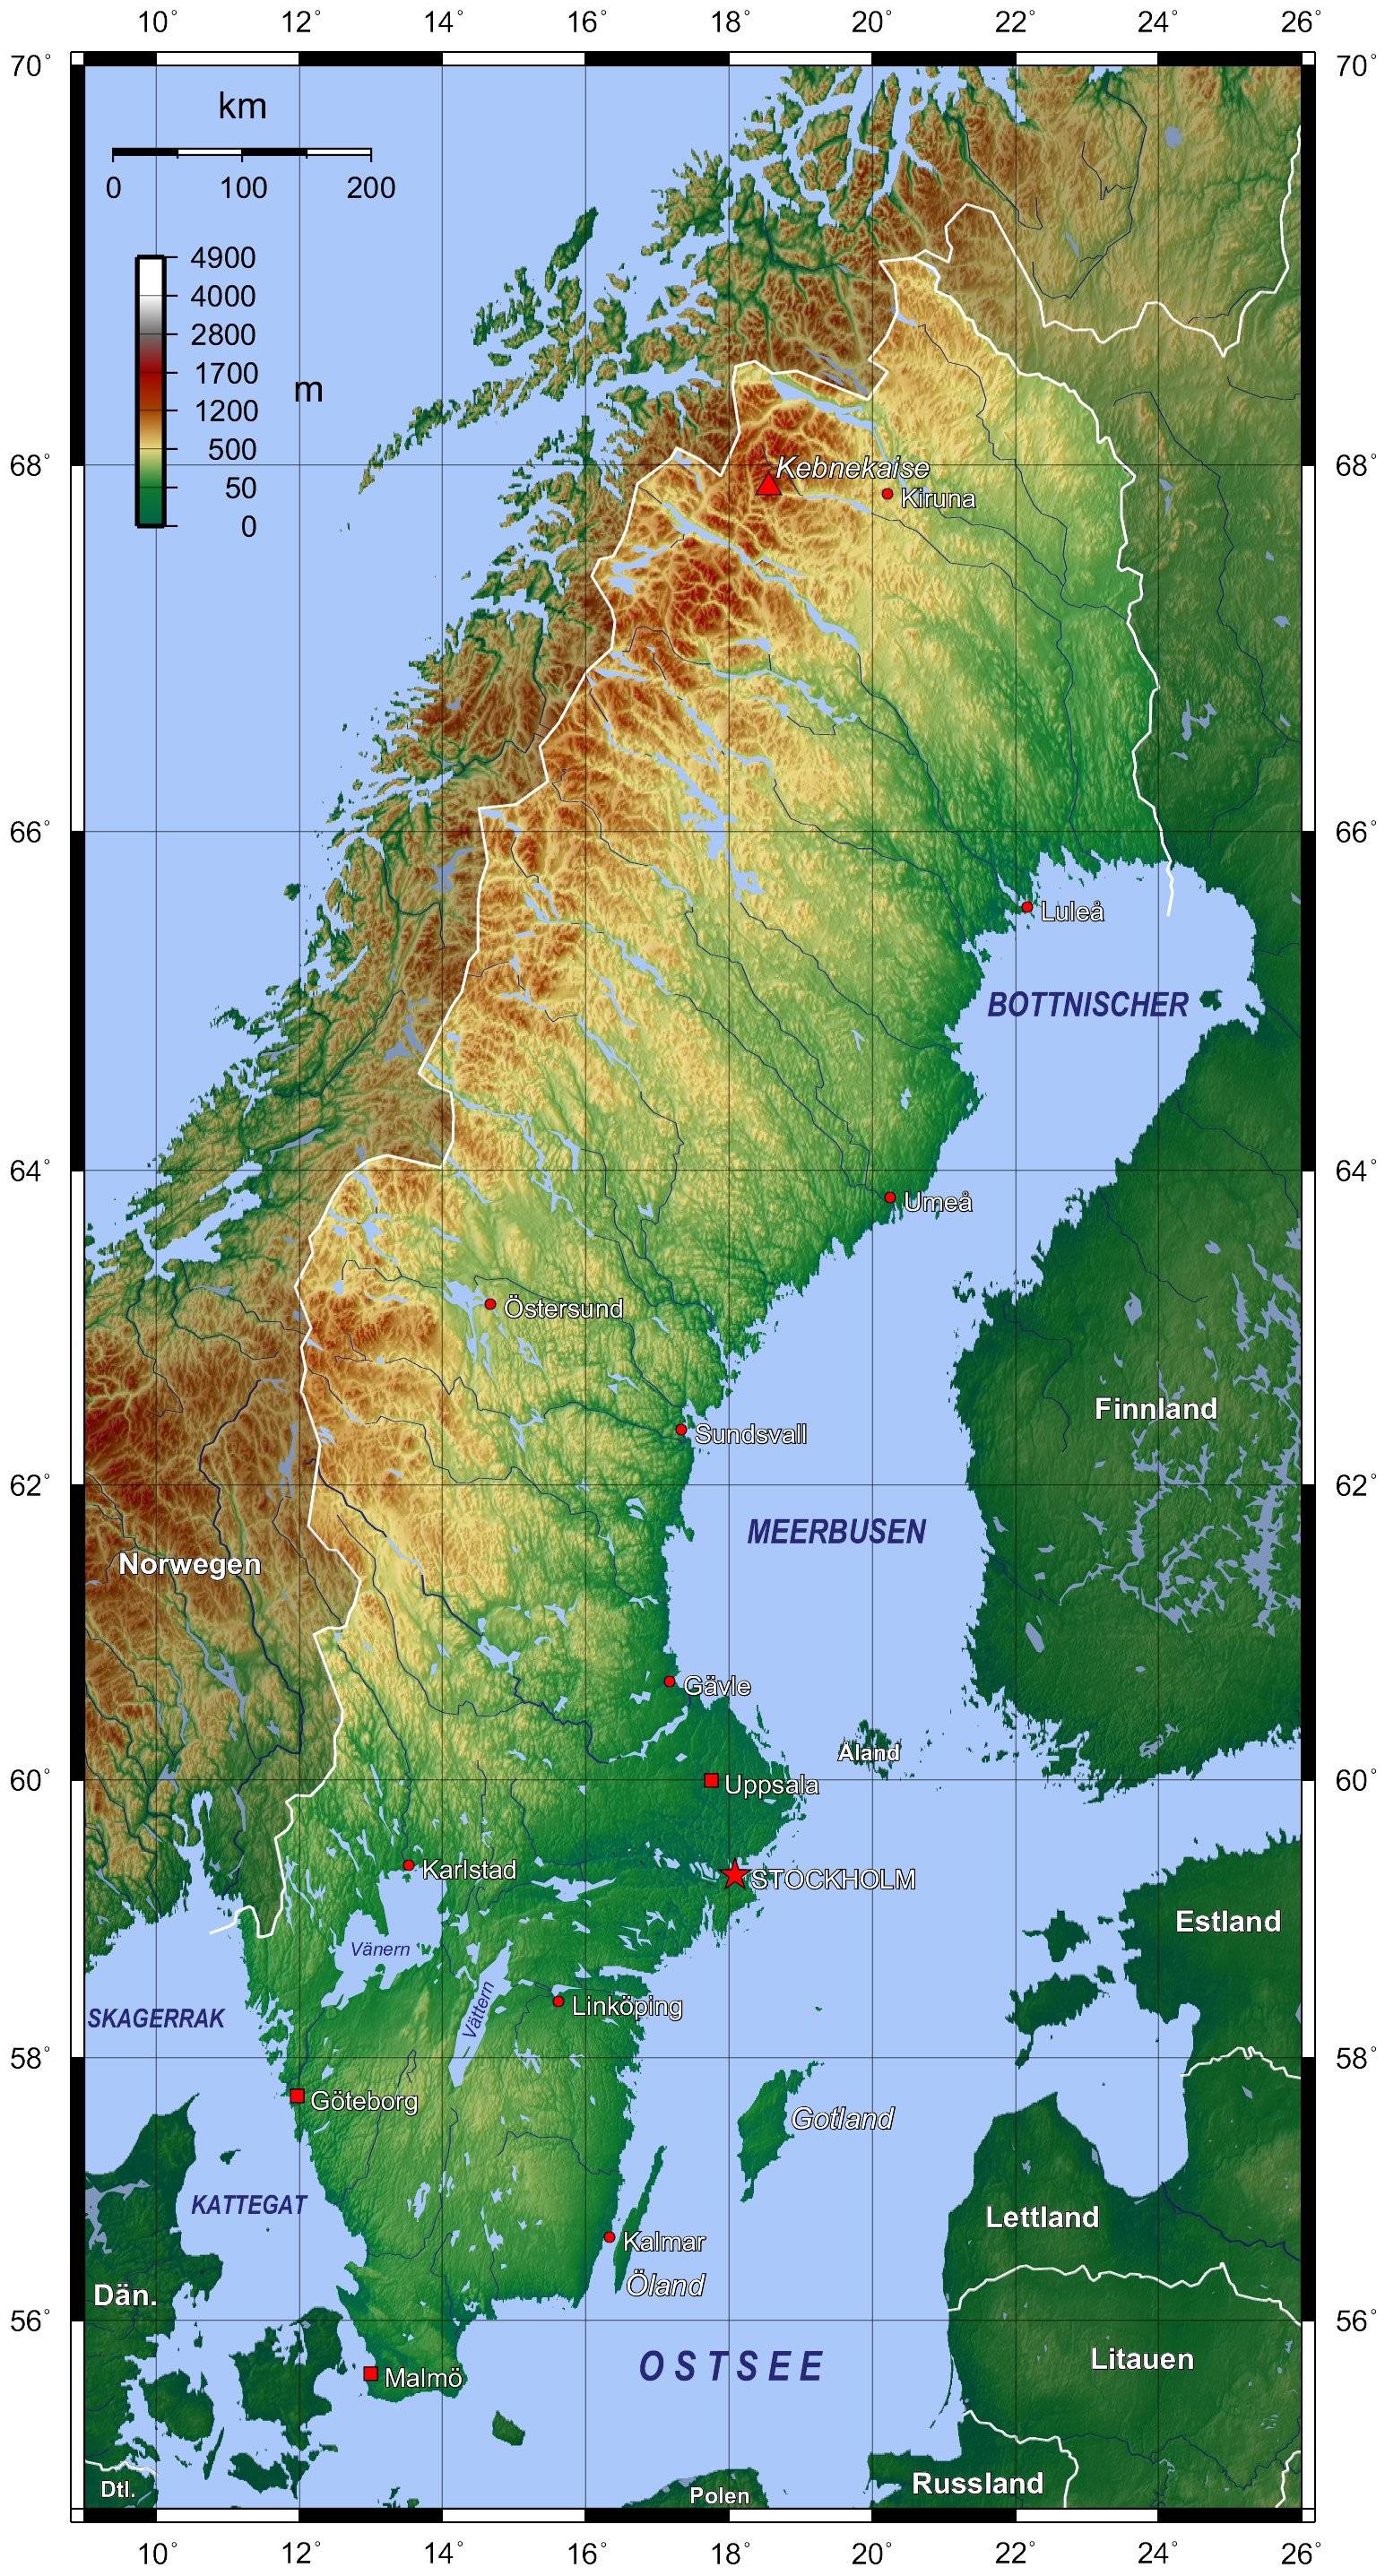 10° 12° 14° 16° 18° 20° 22° 24° 26°
70° 70°
km
0 100 200
4900
4000
2800
1700
m
1200
500
50
0
68° 68°
Kebnekaise
Kiruna
66° 66°
Luleå
BOTTNISCHER
64° 64°
Umeå
Östersund
Finnland
Sundsvall
62° 62°
MEERBUSEN
Norwegen
Gävle
Åland
60° 60°
Uppsala
Karlstad
STOCKHOLM
Estland
Vänern
Vättern
Linköping
SKAGERRAK
58° 58°
Göteborg
Gotland
KATTEGAT
Lettland
Kalmar
Öland
Dän.
56° 56°
OSTSEE
Litauen
Malmö
Dtl.
Polen
Russland
10° 12° 14° 16° 18° 20° 22° 24° 26°